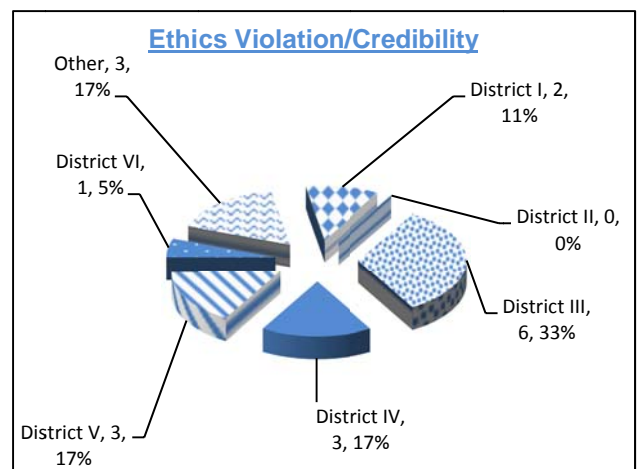 Ethics Violation/Credibility
Other, 3,
17%
District I, 2,
11%
District VI,
1, 5%
District II, 0,
0%
District III,
6, 33%
District IV,
3, 17%
District V, 3,
17%